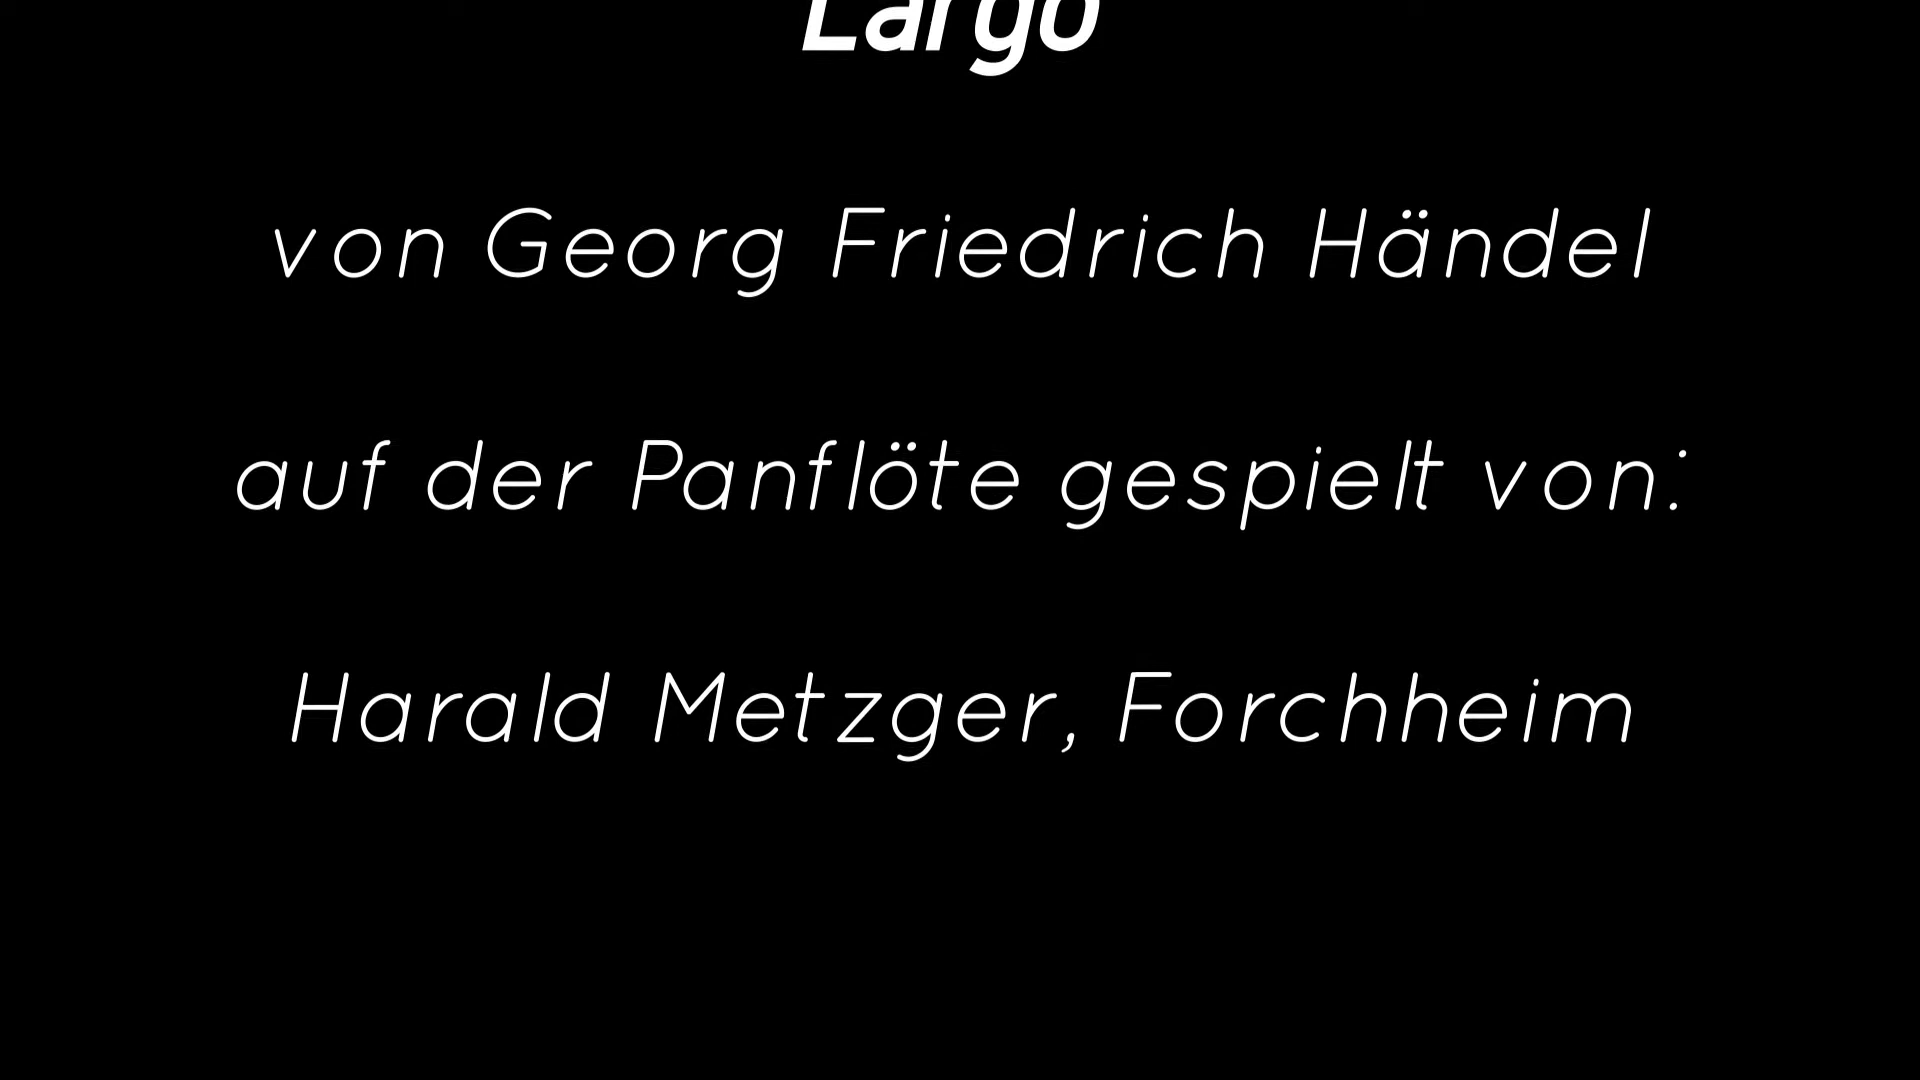 Largo
von Georg Friedrich Händel
auf der Panflöte gespielt von:
Harald Metzger, Forchheim